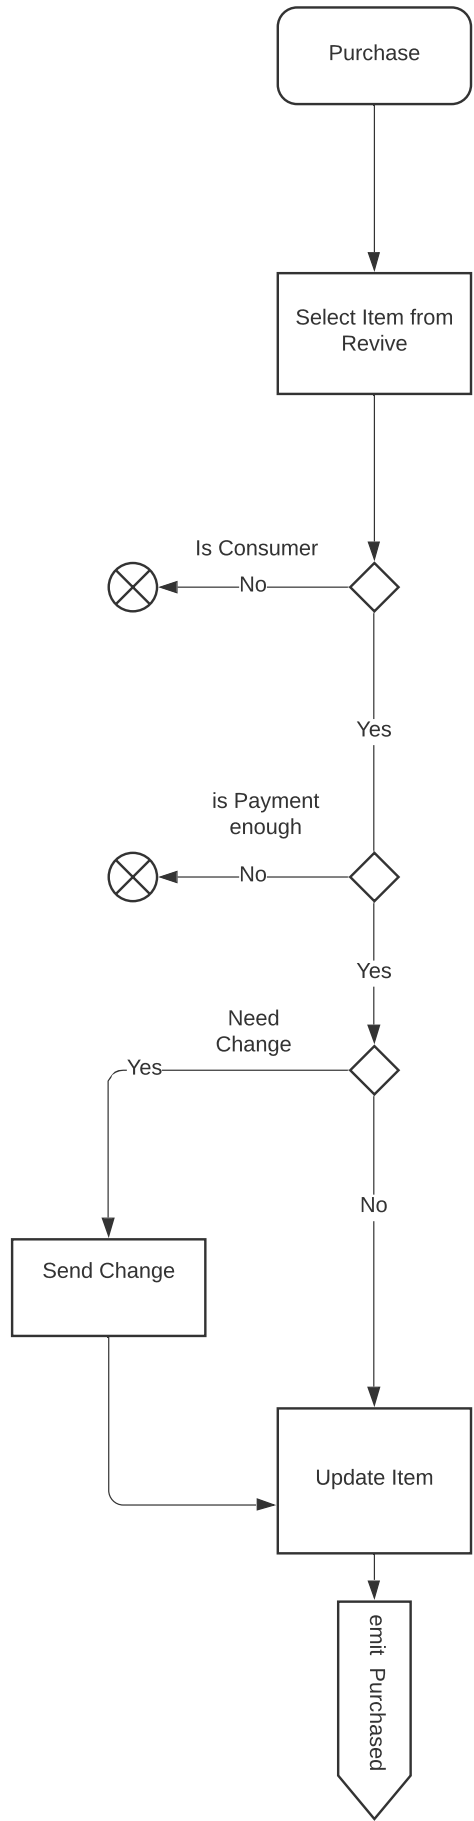 Purchase
Select Item from
Revive
Is Consumer
No
Yes
is Payment
enough
No
Yes
Need
Change
Yes
No
Send Change
Update Item
emit Purchased